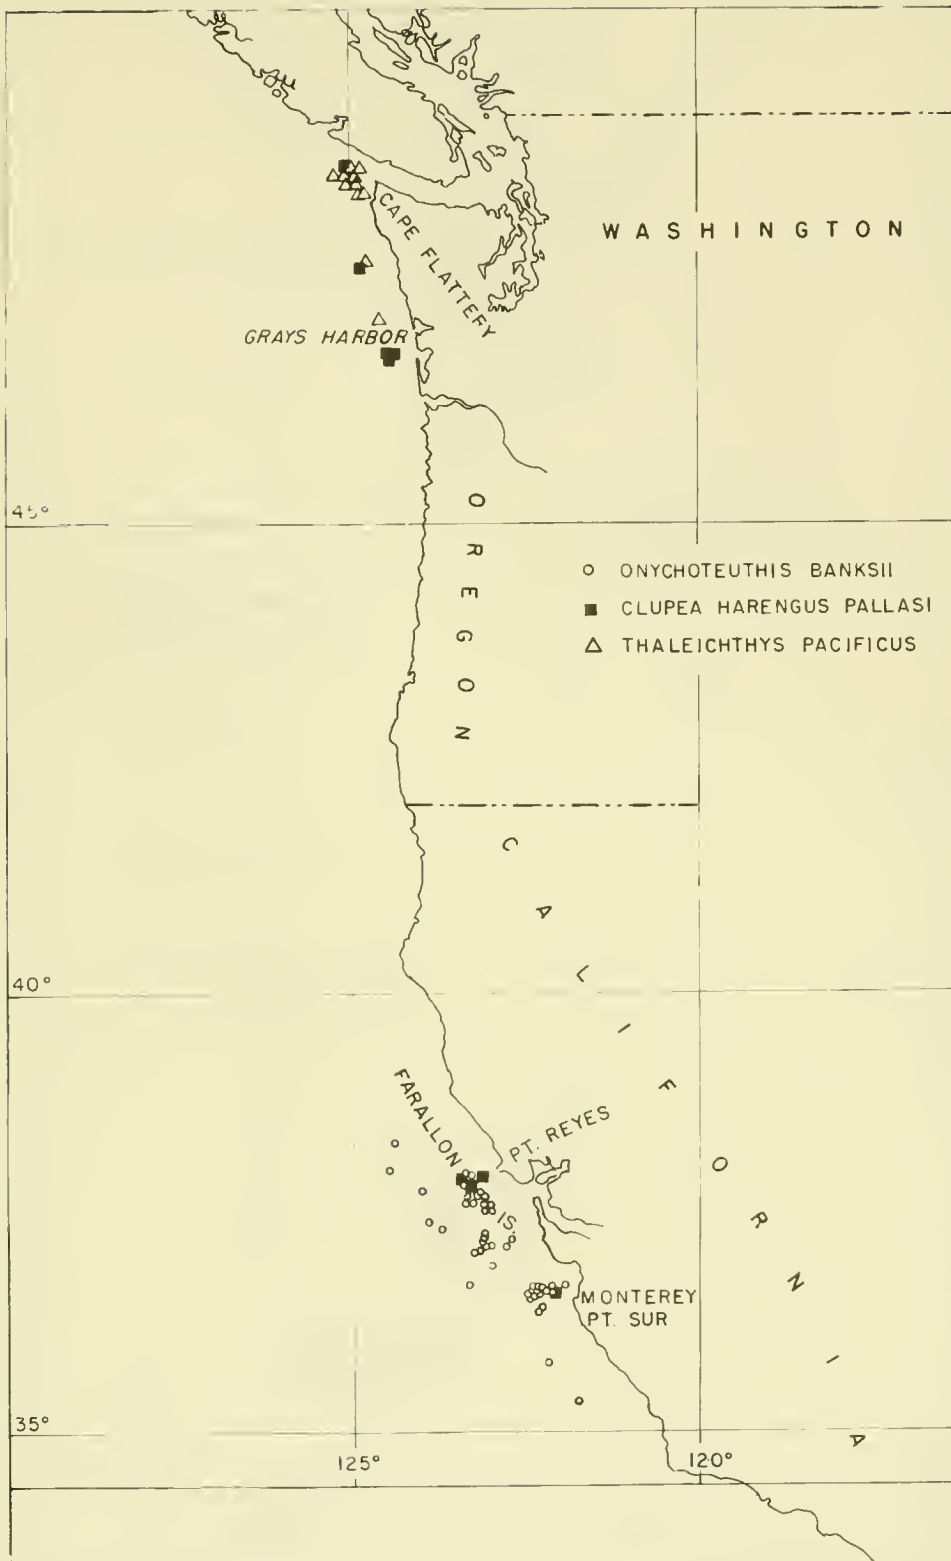 WASHINGTON
CAPE FLATTERY
GRAYS HARBOR
45°
OREGON
○ ONYCHOTEUTHIS BANKSII
■ CLUPEA HARENGUS PALLASI
△ THALEICHTHYS PACIFICUS
CALIFORNIA
40°
FARALLON IS.
PT. REYES
MONTEREY
PT. SUR
35°
125°
120°